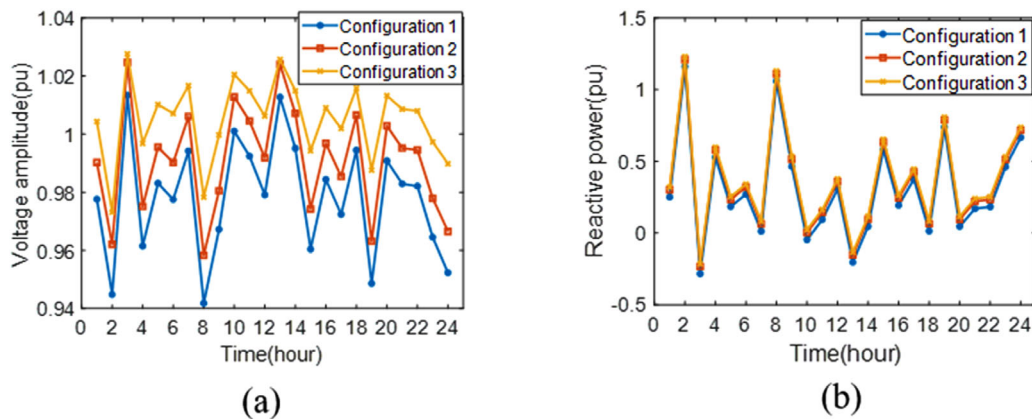 1.04
1.02
1
0.98
0.96
0.94
0 2 4 6 8 10 12 14 16 18 20 22 24
Voltage amplitude(pu)
Time(hour)
Configuration 1
Configuration 2
Configuration 3
(a)
1.5
1
0.5
0
-0.5
0 2 4 6 8 10 12 14 16 18 20 22 24
Reactive power(pu)
Time(hour)
Configuration 1
Configuration 2
Configuration 3
(b)